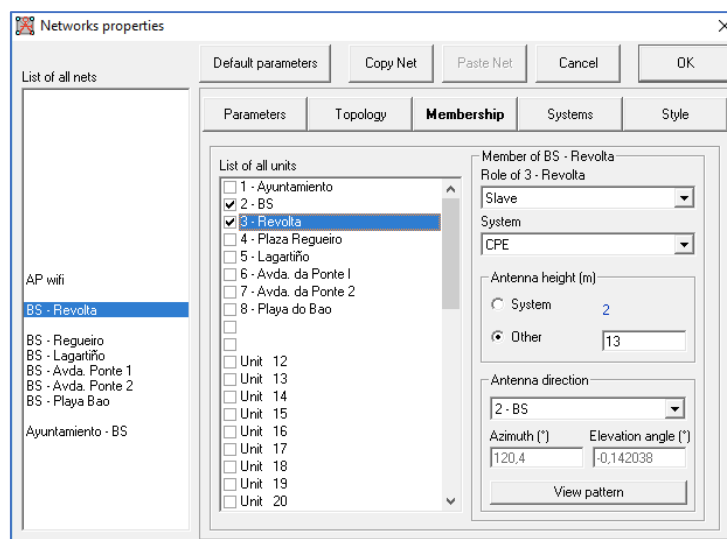 Networks properties
Default parameters
Copy Net
Paste Net
Cancel
OK
List of all nets
AP wifi
BS - Revolta
BS - Regueiro
BS - Lagartiño
BS - Avda. Ponte 1
BS - Avda. Ponte 2
BS - Playa Bao
Ayuntamiento - BS
Parameters
Topology
Membership
Systems
Style
List of all units
1 - Ayuntamiento
2 - BS
3 - Revolta
4 - Plaza Regueiro
5 - Lagartiño
6 - Avda. da Ponte I
7 - Avda. da Ponte 2
8 - Playa do Bao
Unit 12
Unit 13
Unit 14
Unit 15
Unit 16
Unit 17
Unit 18
Unit 19
Unit 20
Member of BS - Revolta
Role of 3 - Revolta
Slave
System
CPE
Antenna height (m)
System 2
Other 13
Antenna direction
2 - BS
Azimuth (°) Elevation angle (°)
120,4 -0,142038
View pattern